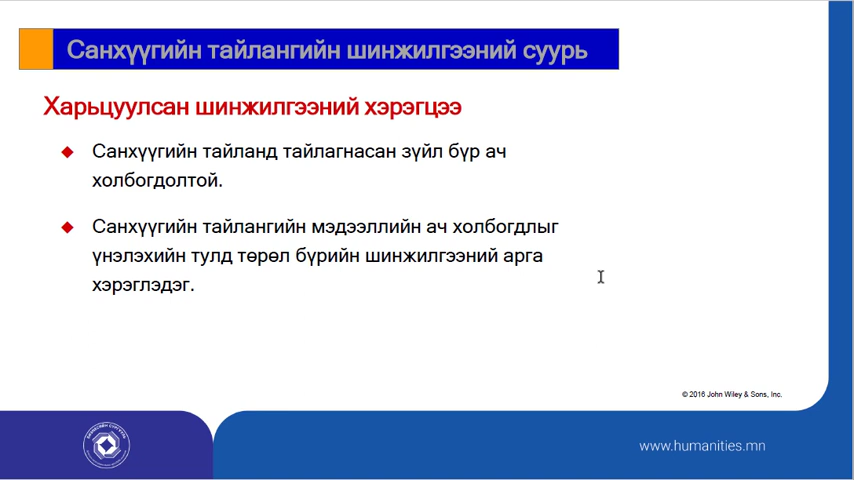 Санхүүгийн тайлангийн шинжилгээний суурь
Харьцуулсан шинжилгээний хэрэгцээ
Санхүүгийн тайланд тайлагнасан зүйл бүр ач
холбогдолтой.
Санхүүгийн тайлангийн мэдээллийн ач холбогдлыг
үнэлэхийн тулд төрөл бүрийн шинжилгээний арга
хэрэглэдэг.
© 2016 John Wiley & Sons, Inc.
www.humanities.mn